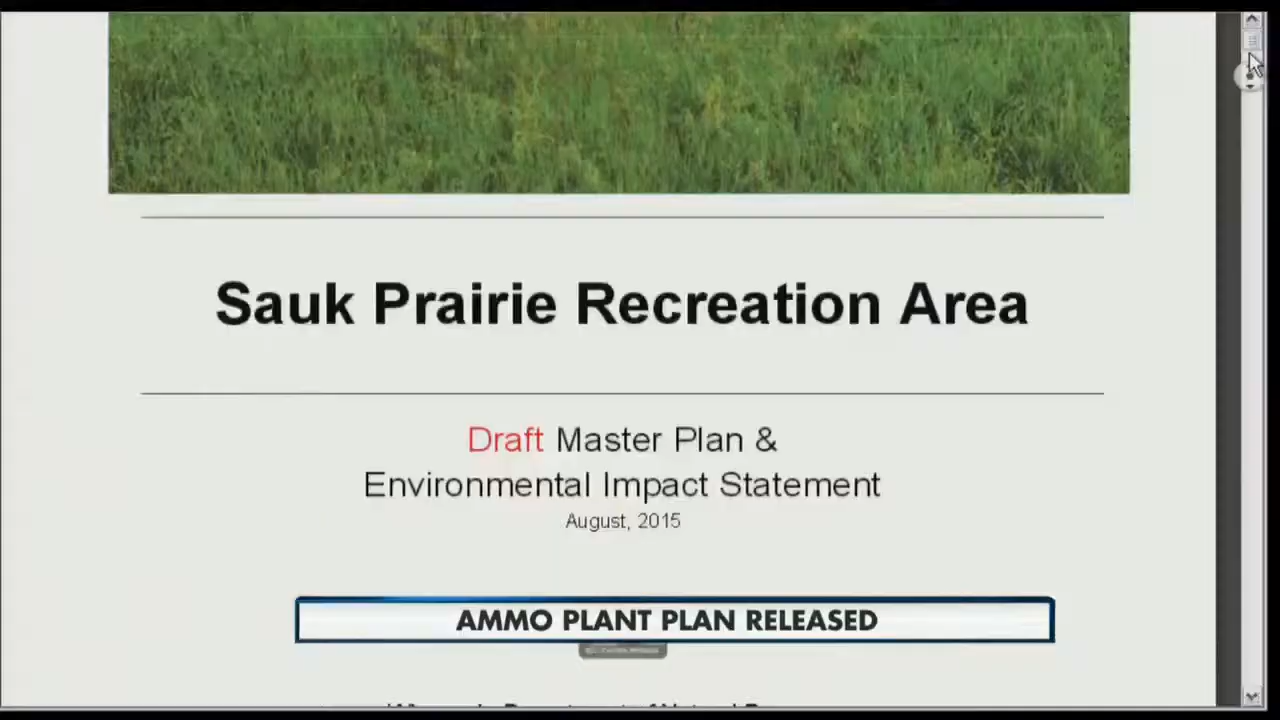 Sauk Prairie Recreation Area
Draft Master Plan &
Environmental Impact Statement
August, 2015
AMMO PLANT PLAN RELEASED